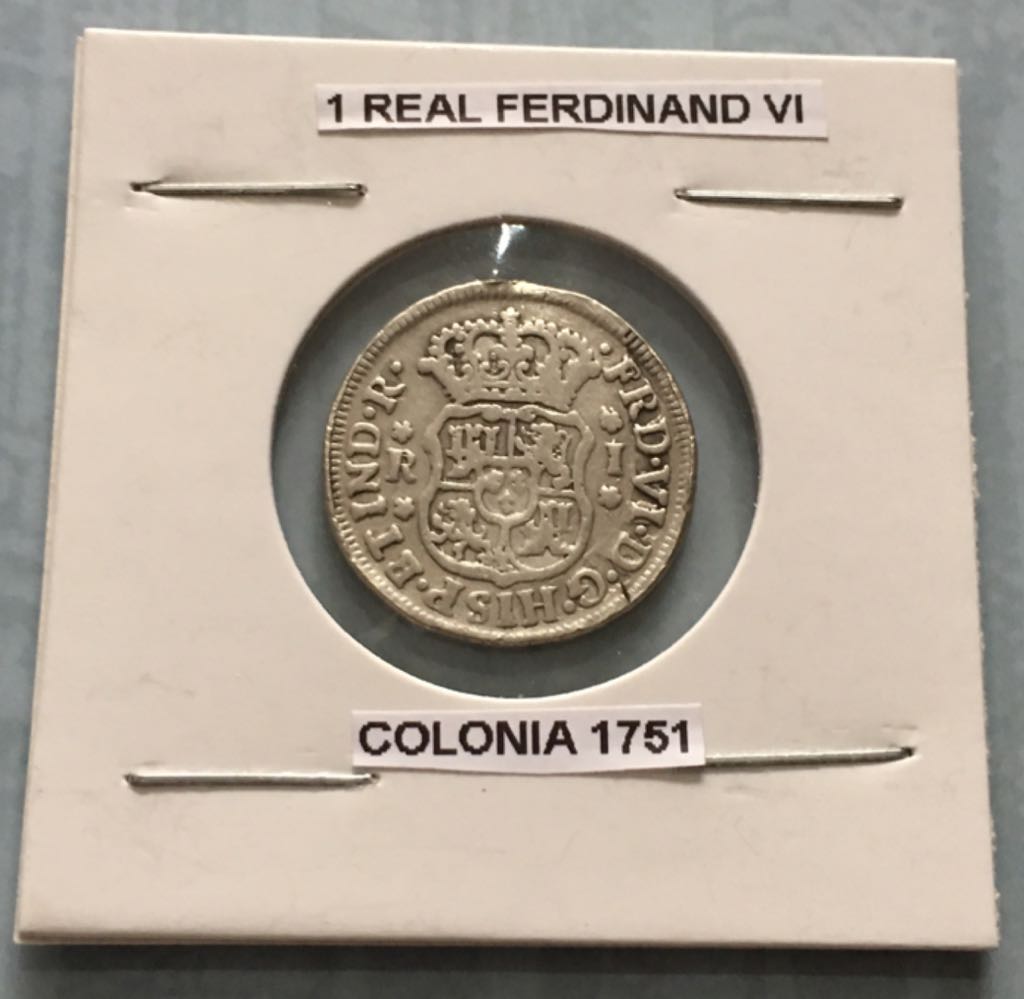 1 REAL FERDINAND VI
·FRD·VI·D·G·HISP·ET IND·R·
R I
COLONIA 1751